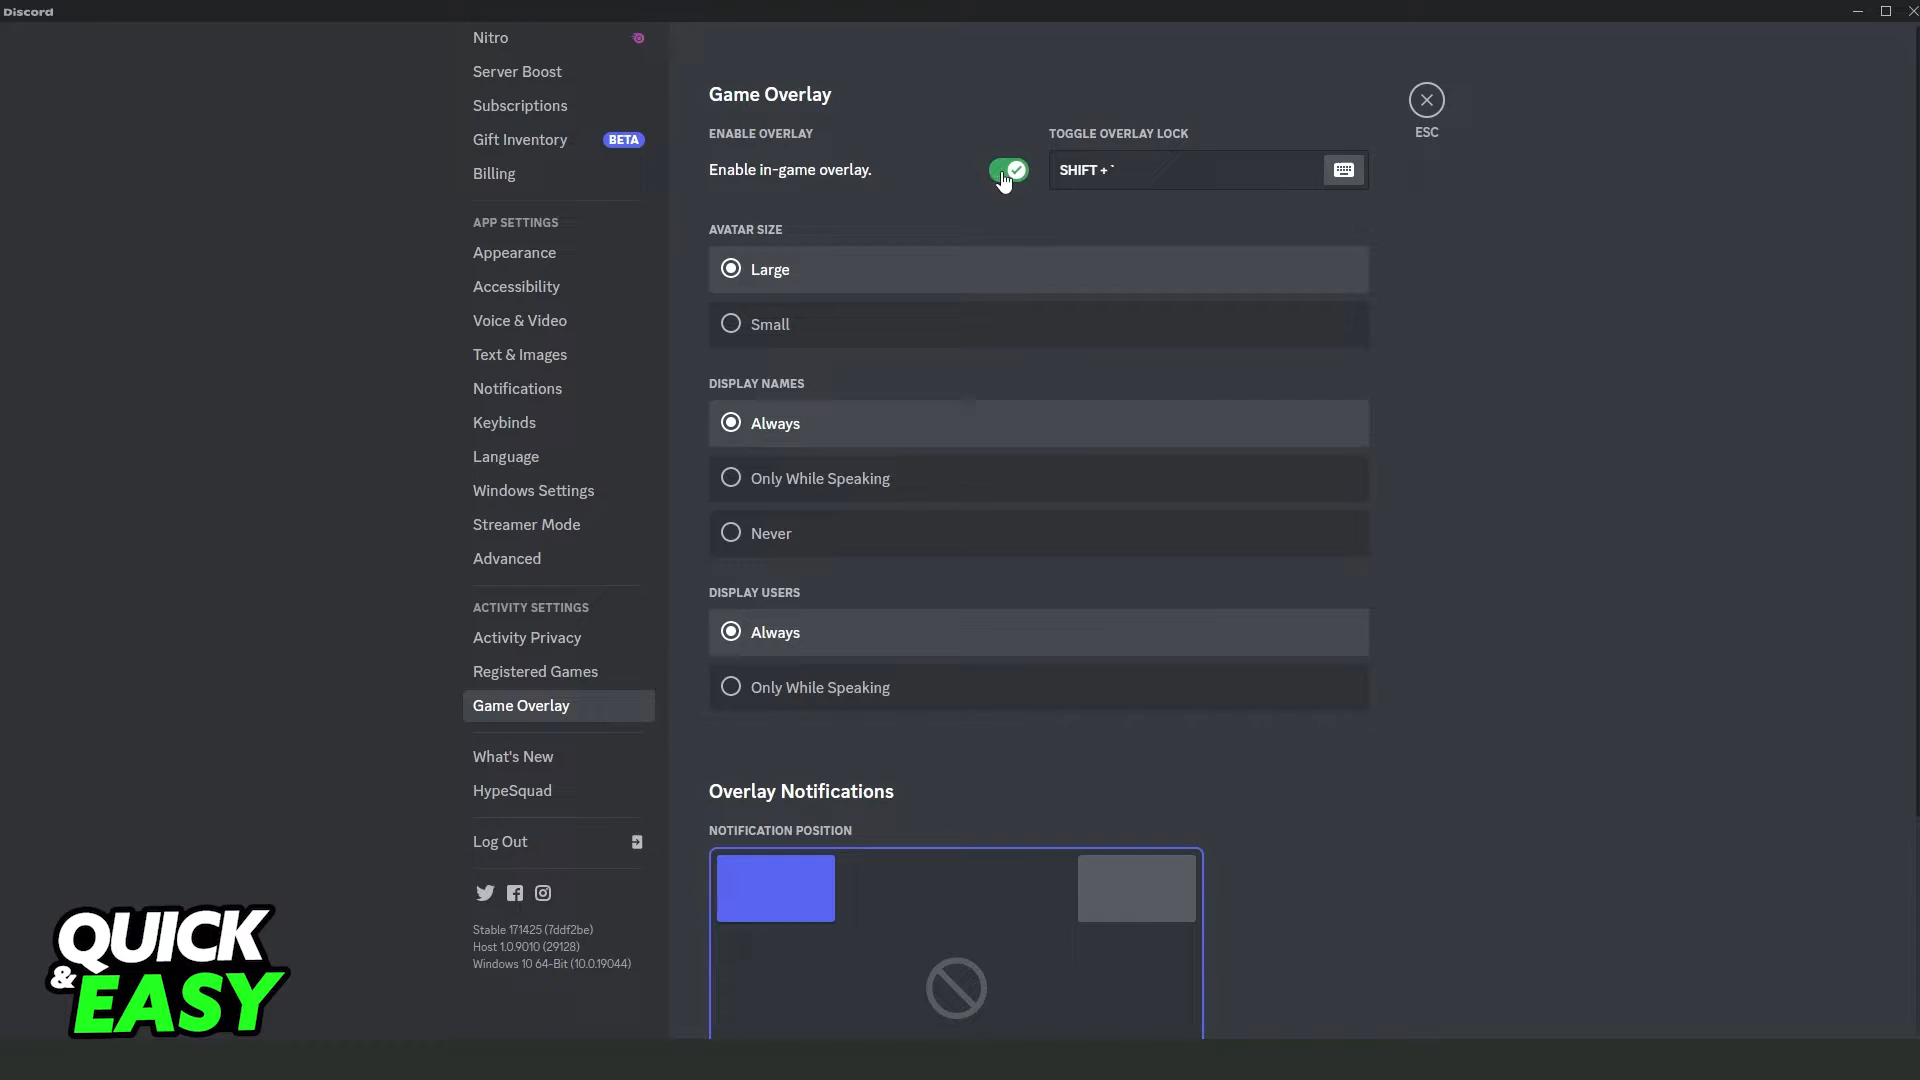 Discord
Nitro
Server Boost
Subscriptions
Gift Inventory BETA
Billing
APP SETTINGS
Appearance
Accessibility
Voice & Video
Text & Images
Notifications
Keybinds
Language
Windows Settings
Streamer Mode
Advanced
ACTIVITY SETTINGS
Activity Privacy
Registered Games
Game Overlay
What's New
HypeSquad
Log Out
Stable 171425 (7ddf2be)
Host 1.0.9010 (29128)
Windows 10 64-Bit (10.0.19044)
Game Overlay
ENABLE OVERLAY
Enable in-game overlay.
TOGGLE OVERLAY LOCK
SHIFT + `
ESC
AVATAR SIZE
Large
Small
DISPLAY NAMES
Always
Only While Speaking
Never
DISPLAY USERS
Always
Only While Speaking
Overlay Notifications
NOTIFICATION POSITION
QUICK
& EASY